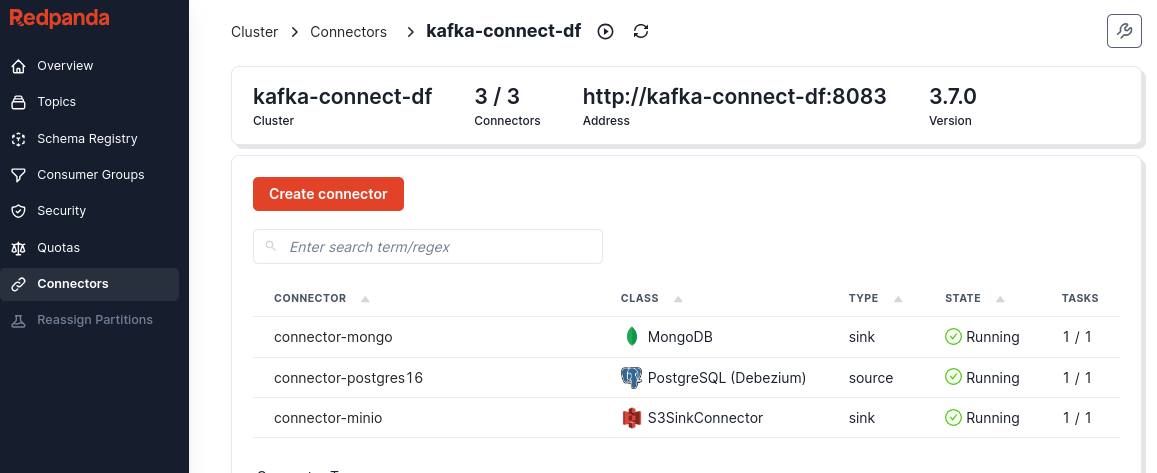 Redpanda
Overview
Topics
Schema Registry
Consumer Groups
Security
Quotas
Connectors
Reassign Partitions
Cluster > Connectors > kafka-connect-df
kafka-connect-df 3 / 3 http://kafka-connect-df:8083 3.7.0
Cluster Connectors Address Version
Create connector
Enter search term/regex
CONNECTOR CLASS TYPE STATE TASKS
connector-mongo MongoDB sink Running 1 / 1
connector-postgres16 PostgreSQL (Debezium) source Running 1 / 1
connector-minio S3SinkConnector sink Running 1 / 1